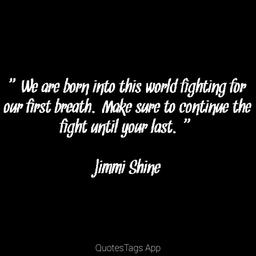 " We are born into this world fighting for
our first breath. Make sure to continue the
fight until your last. "
Jimmi Shine
QuotesTags App